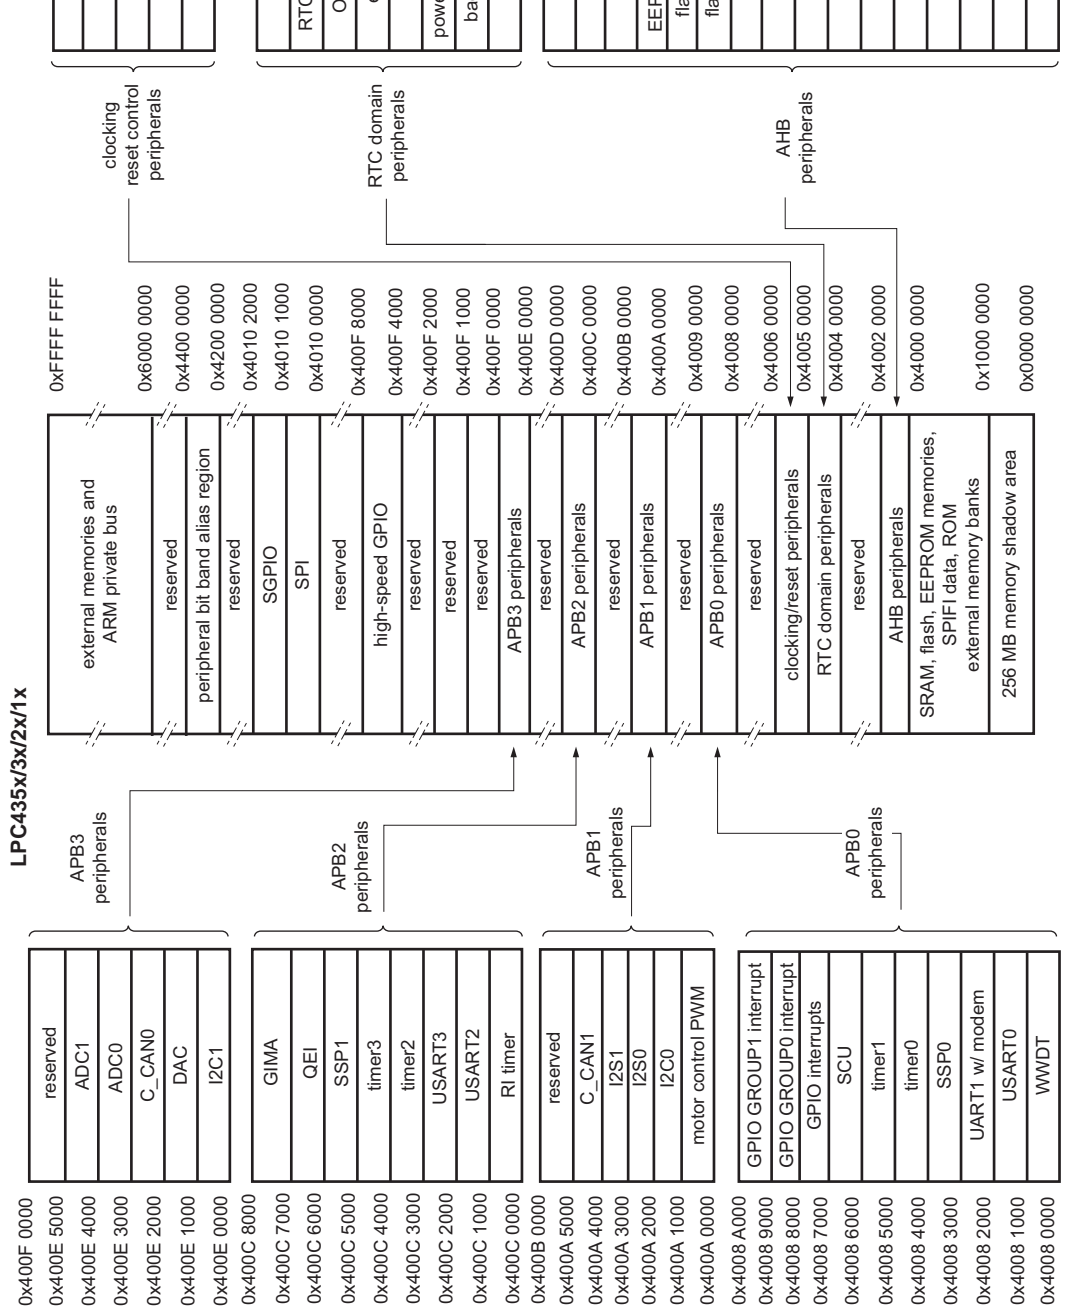 LPC435x/3x/2x/1x
0x400F 0000
reserved
0x400E 5000
ADC1
0x400E 4000
ADC0
0x400E 3000
C_CAN0
0x400E 2000
DAC
0x400E 1000
I2C1
0x400E 0000
0x400C 8000
GIMA
0x400C 7000
QEI
0x400C 6000
SSP1
0x400C 5000
timer3
0x400C 4000
timer2
0x400C 3000
USART3
0x400C 2000
USART2
0x400C 1000
RI timer
0x400C 0000
0x400B 0000
reserved
0x400A 5000
C_CAN1
0x400A 4000
I2S1
0x400A 3000
I2S0
0x400A 2000
I2C0
0x400A 1000
motor control PWM
0x400A 0000
0x4008 A000
GPIO GROUP1 interrupt
0x4008 9000
GPIO GROUP0 interrupt
0x4008 8000
GPIO interrupts
0x4008 7000
SCU
0x4008 6000
timer1
0x4008 5000
timer0
0x4008 4000
SSP0
0x4008 3000
UART1 w/ modem
0x4008 2000
USART0
0x4008 1000
WWDT
0x4008 0000
APB3
peripherals
APB2
peripherals
APB1
peripherals
APB0
peripherals
external memories and
ARM private bus
reserved
peripheral bit band alias region
reserved
SGPIO
SPI
reserved
high-speed GPIO
reserved
reserved
reserved
APB3 peripherals
reserved
APB2 peripherals
reserved
APB1 peripherals
reserved
APB0 peripherals
reserved
clocking/reset peripherals
RTC domain peripherals
reserved
AHB peripherals
SRAM, flash, EEPROM memories,
SPIFI data, ROM
external memory banks
256 MB memory shadow area
0xFFFF FFFF
0x6000 0000
0x4400 0000
0x4200 0000
0x4010 2000
0x4010 1000
0x4010 0000
0x400F 8000
0x400F 4000
0x400F 2000
0x400F 1000
0x400F 0000
0x400E 0000
0x400D 0000
0x400C 0000
0x400B 0000
0x400A 0000
0x4009 0000
0x4008 0000
0x4006 0000
0x4005 0000
0x4004 0000
0x4002 0000
0x4000 0000
0x1000 0000
0x0000 0000
clocking
reset control
peripherals
RTC domain
peripherals
AHB
peripherals